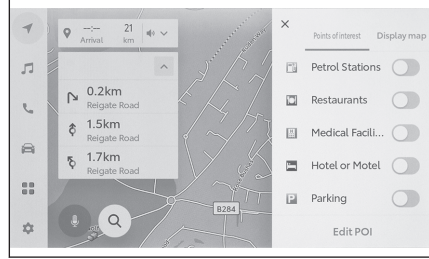 --:-- 21
Arrival km
0.2km
Reigate Road
1.5km
Reigate Road
1.7km
Reigate Road
B284
Points of interest Display map
Petrol Stations
Restaurants
Medical Facili...
Hotel or Motel
P Parking
Edit POI